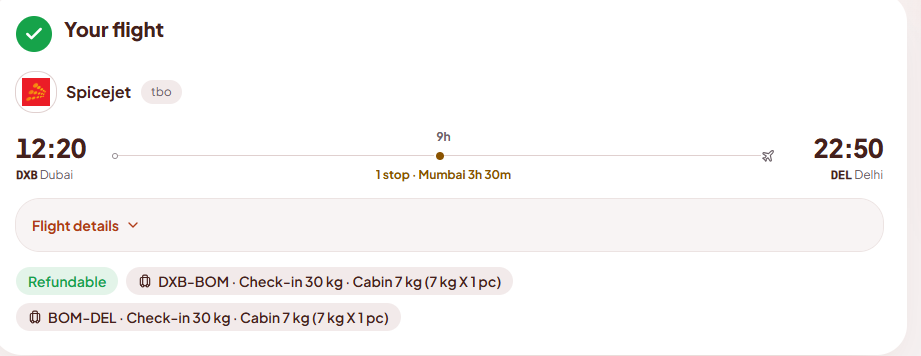 Your flight
Spicejet tbo
9h
12:20 22:50
DXB Dubai 1 stop · Mumbai 3h 30m DEL Delhi
Flight details
Refundable DXB-BOM · Check-in 30 kg · Cabin 7 kg (7 kg X 1 pc)
BOM-DEL · Check-in 30 kg · Cabin 7 kg (7 kg X 1 pc)